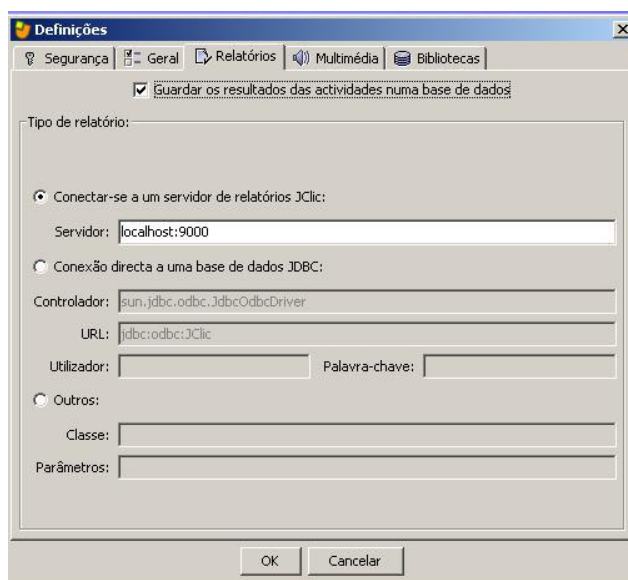 Definições
Segurança Geral Relatórios Multimédia Bibliotecas
Guardar os resultados das actividades numa base de dados
Tipo de relatório:
Conectar-se a um servidor de relatórios JClic:
Servidor: localhost:9000
Conexão directa a uma base de dados JDBC:
Controlador: sun.jdbc.odbc.JdbcOdbcDriver
URL: jdbc:odbc:JClic
Utilizador: Palavra-chave:
Outros:
Classe:
Parâmetros:
OK Cancelar